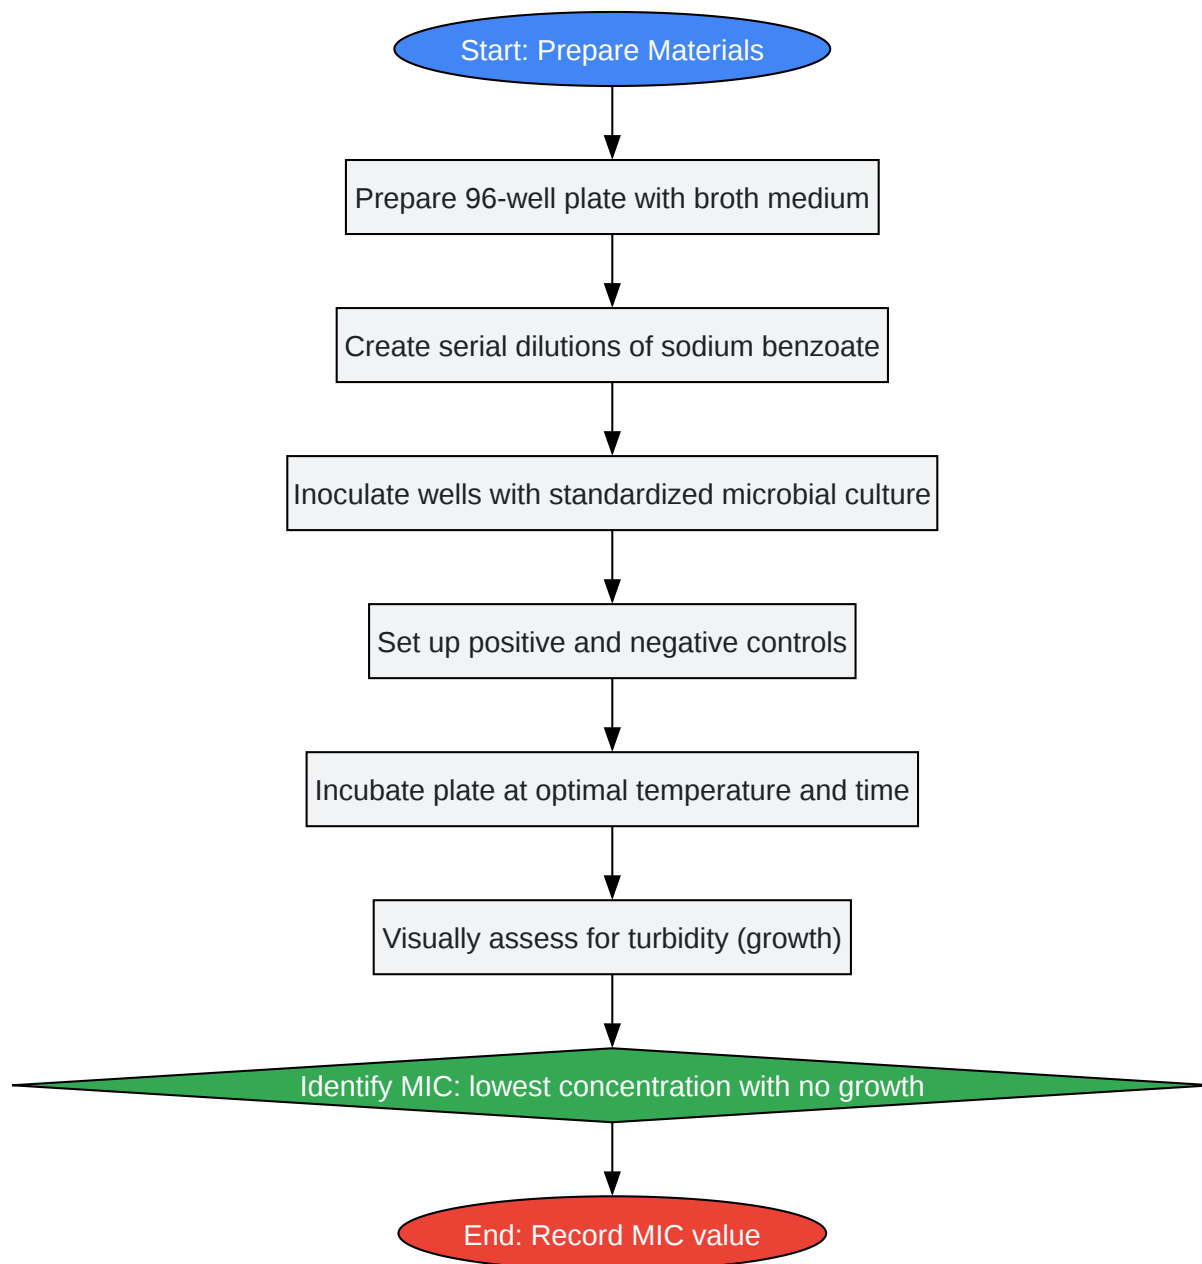 Start: Prepare Materials
Prepare 96-well plate with broth medium
Create serial dilutions of sodium benzoate
Inoculate wells with standardized microbial culture
Set up positive and negative controls
Incubate plate at optimal temperature and time
Visually assess for turbidity (growth)
Identify MIC: lowest concentration with no growth
End: Record MIC value